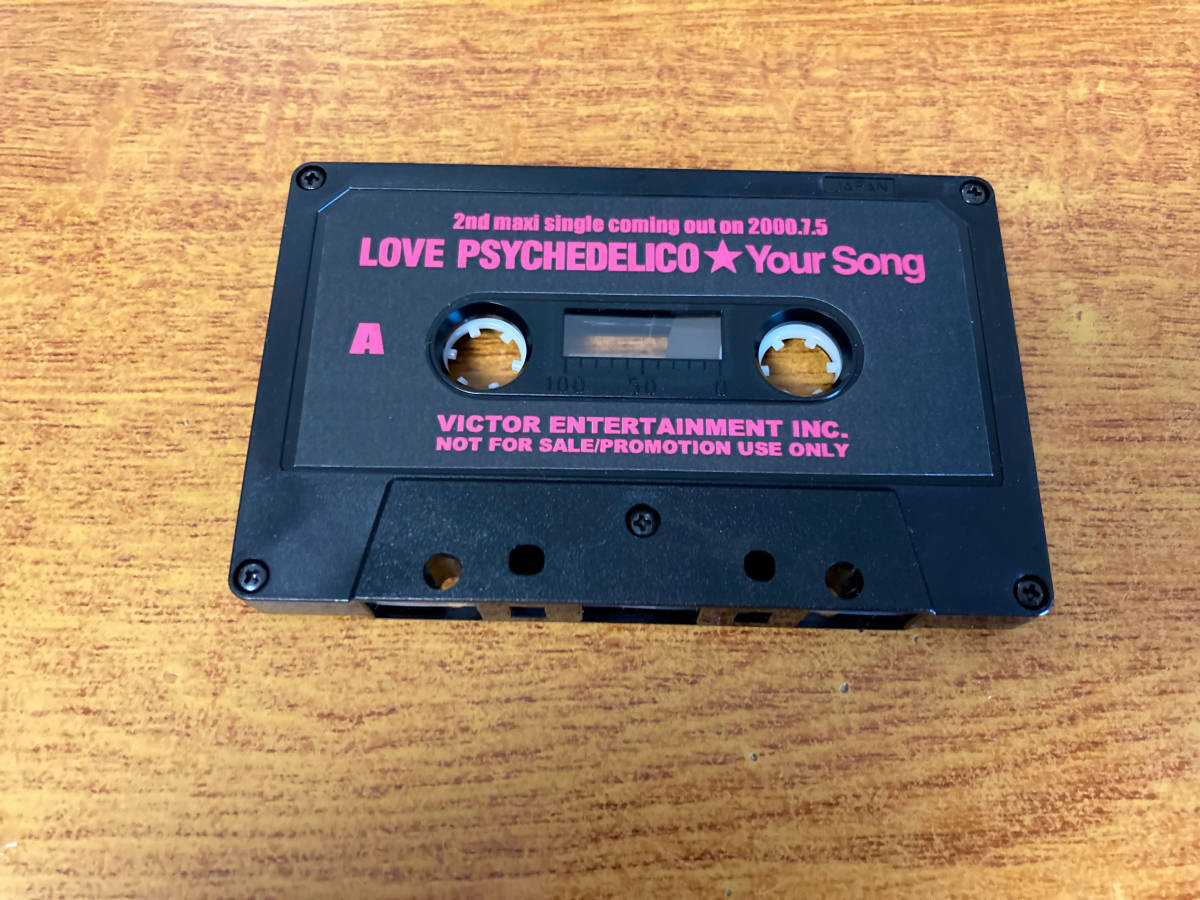 JAPAN
2nd maxi single coming out on 2000.7.5
LOVE PSYCHEDELICO★Your Song
A
100 50 0
VICTOR ENTERTAINMENT INC.
NOT FOR SALE/PROMOTION USE ONLY